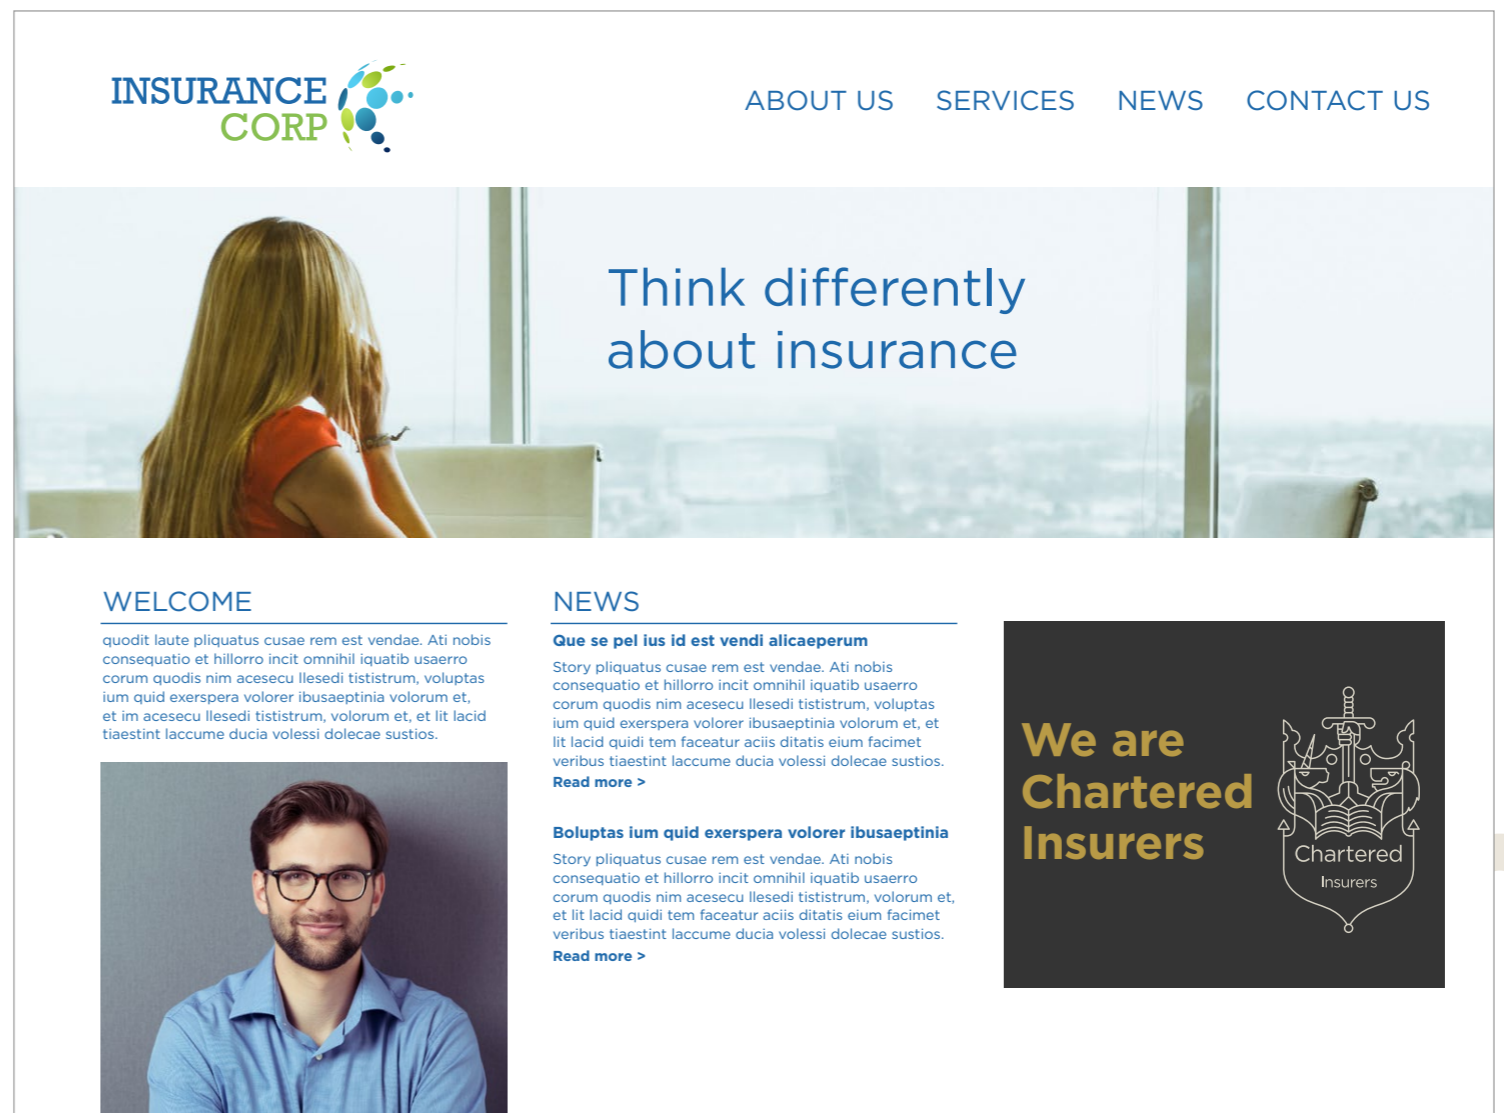 INSURANCE
CORP
ABOUT US SERVICES NEWS CONTACT US
Think differently
about insurance
WELCOME
quodit laute pliquatus cusae rem est vendae. Ati nobis
consequatio et hillorro incit omnihil iquatib usaerro
corum quodis nim acesecu llesedi tististrum, voluptas
ium quid exerspera volorer ibusaeptinia volorum et,
et im acesecu llesedi tististrum, volorum et, et lit lacid
tiaestint laccume ducia volessi dolecae sustios.
NEWS
Que se pel ius id est vendi alicaeperum
Story pliquatus cusae rem est vendae. Ati nobis
consequatio et hillorro incit omnihil iquatib usaerro
corum quodis nim acesecu llesedi tististrum, voluptas
ium quid exerspera volorer ibusaeptinia volorum et, et
lit lacid quidi tem faceatur aciis ditatis eium facimet
veribus tiaestint laccume ducia volessi dolecae sustios.
Read more >
Boluptas ium quid exerspera volorer ibusaeptinia
Story pliquatus cusae rem est vendae. Ati nobis
consequatio et hillorro incit omnihil iquatib usaerro
corum quodis nim acesecu llesedi tististrum, volorum et,
et lit lacid quidi tem faceatur aciis ditatis eium facimet
veribus tiaestint laccume ducia volessi dolecae sustios.
Read more >
We are
Chartered
Insurers
Chartered
Insurers